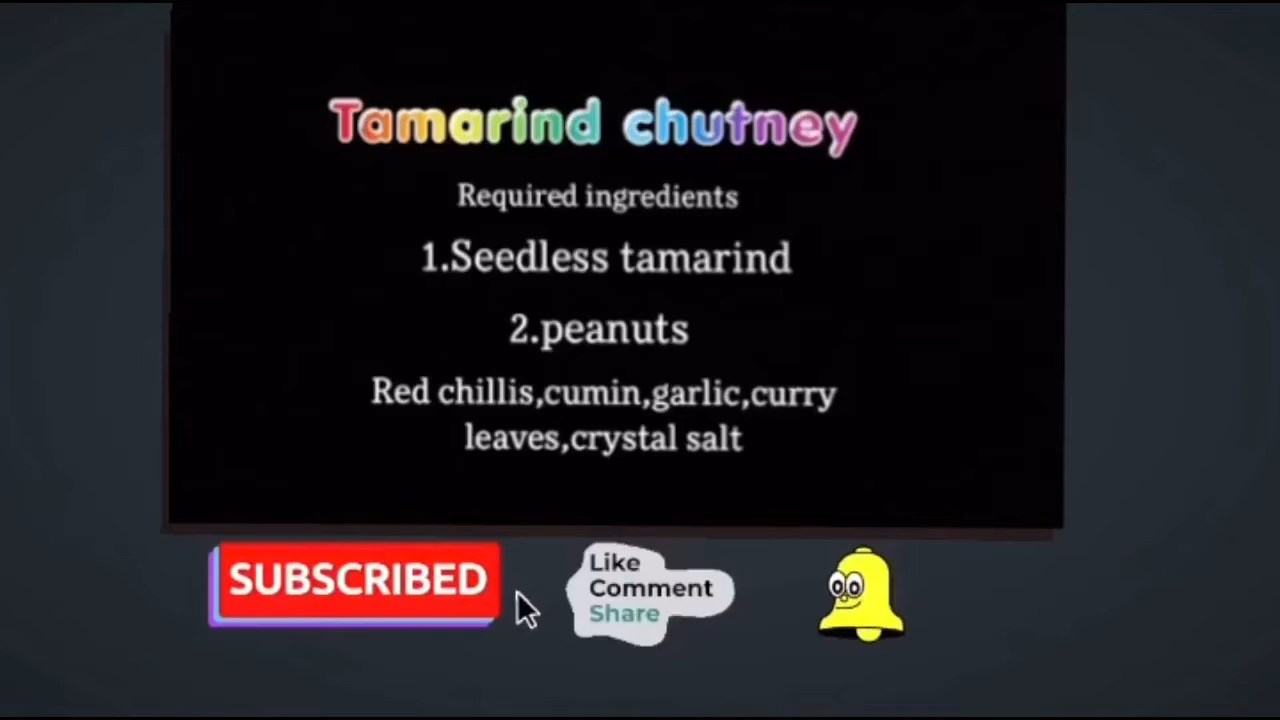 Tamarind chutney
Required ingredients
1.Seedless tamarind
2.peanuts
Red chillis,cumin,garlic,curry
leaves,crystal salt
SUBSCRIBED
Like
Comment
Share